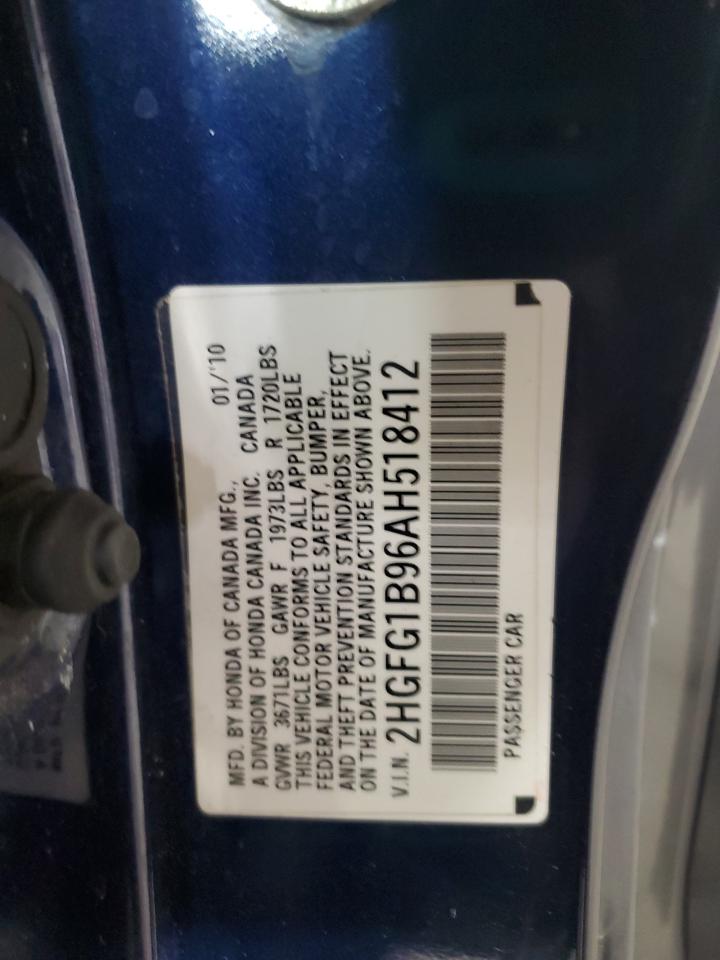 MFD. BY HONDA OF CANADA MFG., 01/'10
A DIVISION OF HONDA CANADA INC. CANADA
GVWR 3671LBS GAWR F 1973LBS R 1720LBS
THIS VEHICLE CONFORMS TO ALL APPLICABLE
FEDERAL MOTOR VEHICLE SAFETY, BUMPER,
AND THEFT PREVENTION STANDARDS IN EFFECT
ON THE DATE OF MANUFACTURE SHOWN ABOVE.
V.I.N. 2HGFG1B96AH518412
PASSENGER CAR